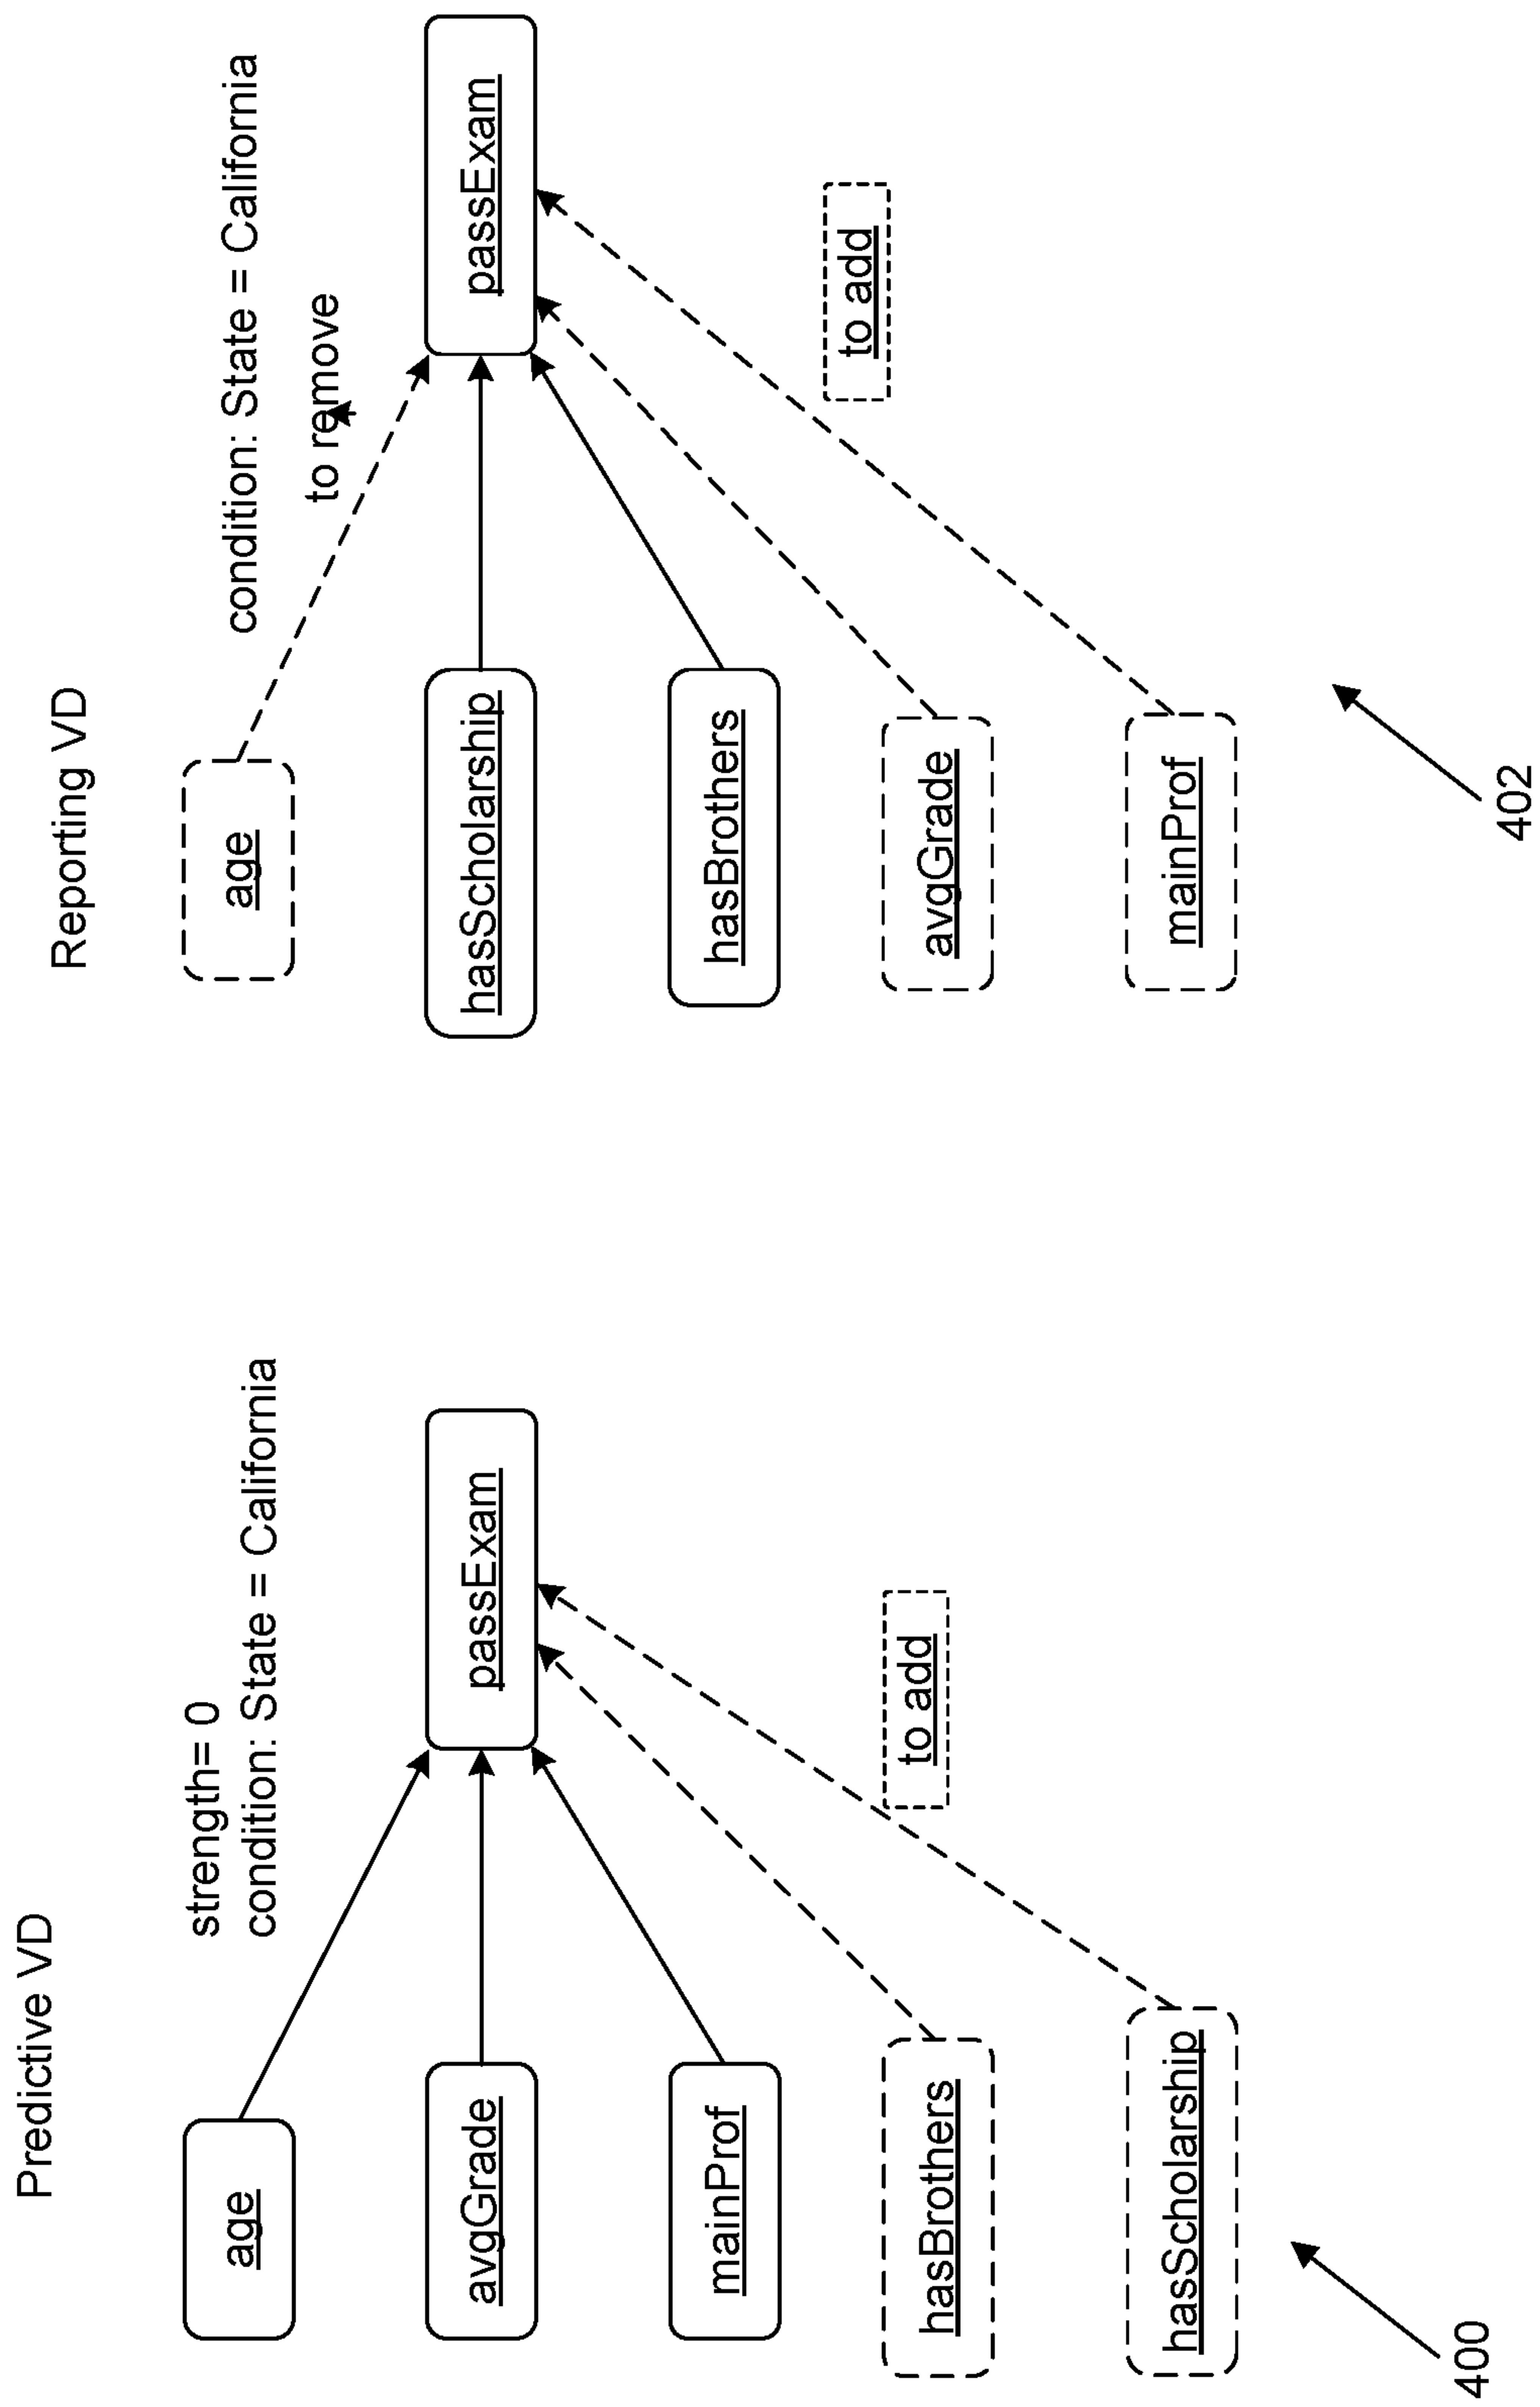 Predictive VD
strength= 0
condition: State = California
age
avgGrade
passExam
mainProf
hasBrothers
to add
hasScholarship
400
Reporting VD
condition: State = California
age
to remove
hasScholarship
passExam
hasBrothers
to add
avgGrade
mainProf
402